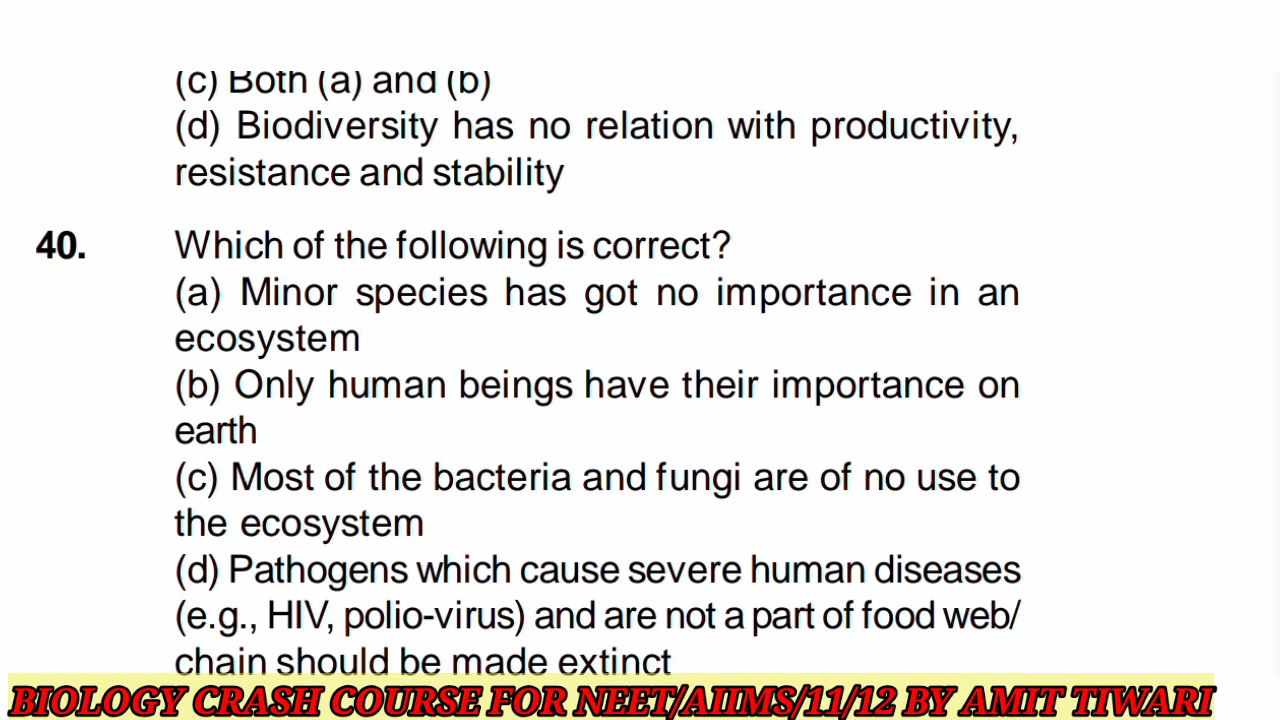 (c) Both (a) and (b)
(d) Biodiversity has no relation with productivity,
resistance and stability
40. Which of the following is correct?
(a) Minor species has got no importance in an
ecosystem
(b) Only human beings have their importance on
earth
(c) Most of the bacteria and fungi are of no use to
the ecosystem
(d) Pathogens which cause severe human diseases
(e.g., HIV, polio-virus) and are not a part of food web/
chain should be made extinct
BIOLOGY CRASH COURSE FOR NEET/AIIMS/11/12 BY AMIT TIWARI